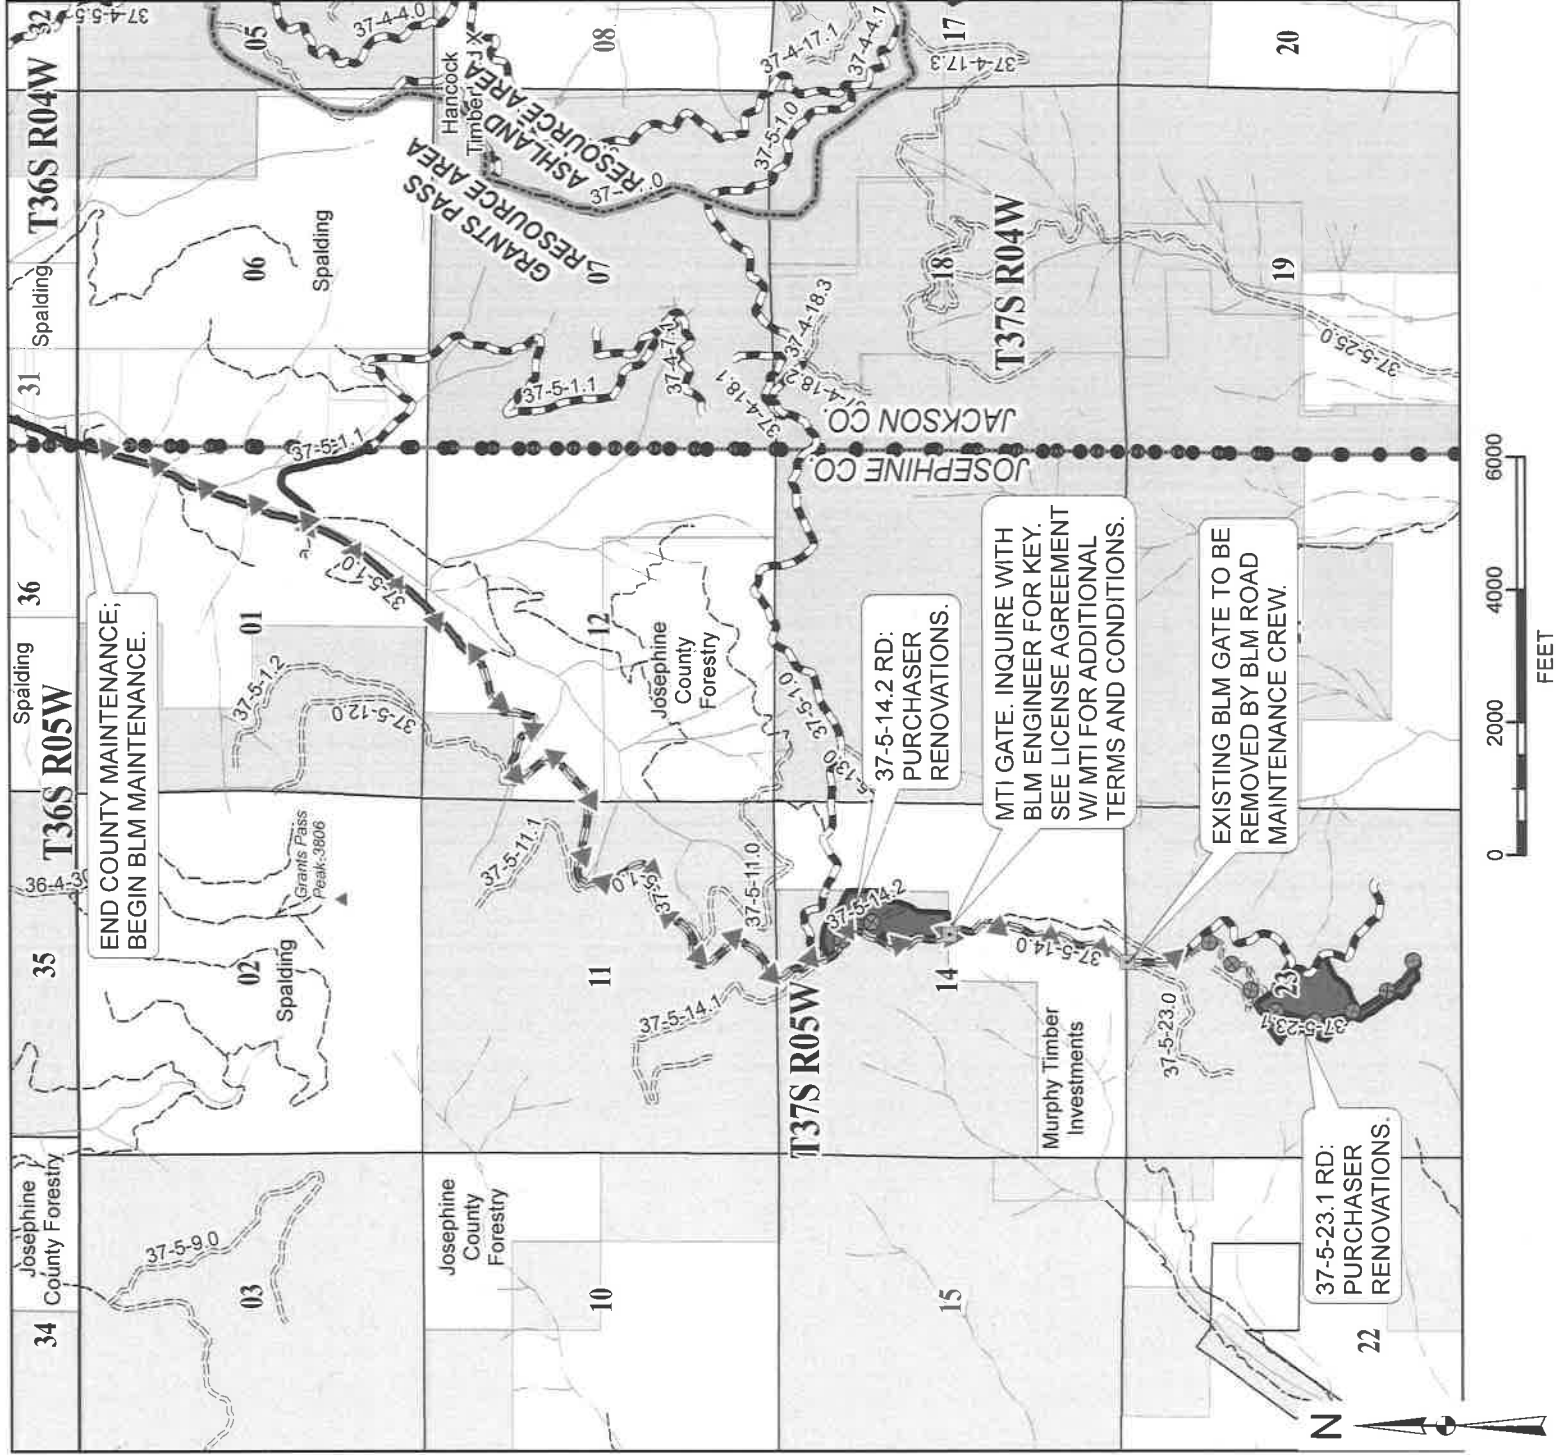 34
Josephine
County Forestry
35
36-4-30
T36S R05W
Spalding
36
31
Spalding
T36S R04W
32
37-4-5.5
37-5-9.0
03
02
Spalding
Grants Pass
Peak-3806
END COUNTY MAINTENANCE;
BEGIN BLM MAINTENANCE.
01
37-5-1.2
37-5-12.0
37-5-1.0
37-5-1.1
06
Spalding
05
37-4-4.0
Josephine
County
Forestry
10
11
37-5-11.1
37-5-1.0
37-5-11.0
37-5-14.1
12
Josephine
County
Forestry
37-5-1.1
37-4-7.7
07
GRANTS PASS
RESOURCE AREA
ASHLAND
RESOURCE AREA
Hancock
Timber
08
37-4-17.1
37-4-4.1
37-5-1.0
37-4-18.1
37-4-18.2
37-4-18.3
JOSEPHINE CO.
JACKSON CO.
T37S R05W
T37S R04W
15
14
37-5-14.2
37-5-14.0
37-5-1.0
37-5-14.2 RD:
PURCHASER
RENOVATIONS.
MTI GATE. INQUIRE WITH
BLM ENGINEER FOR KEY.
SEE LICENSE AGREEMENT
W/ MTI FOR ADDITIONAL
TERMS AND CONDITIONS.
Murphy Timber
Investments
18
17
37-4-17.3
22
23
37-5-23.0
37-5-23.1
37-5-23.1 RD:
PURCHASER
RENOVATIONS.
EXISTING BLM GATE TO BE
REMOVED BY BLM ROAD
MAINTENANCE CREW.
19
37-5-25.0
20
N
0 2000 4000 6000
FEET